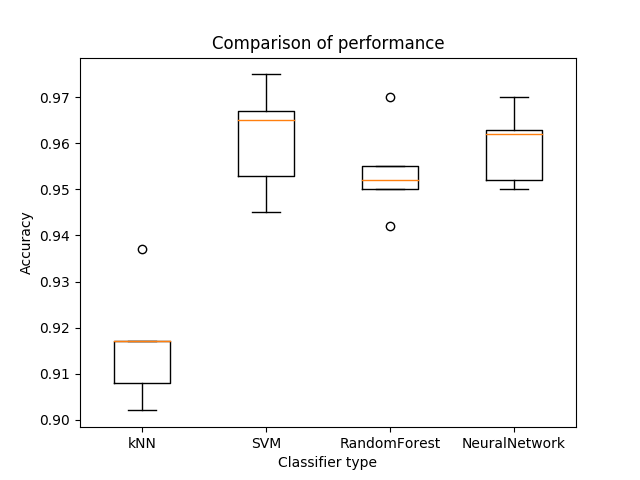 Comparison of performance
Accuracy
0.97
0.96
0.95
0.94
0.93
0.92
0.91
0.90
kNN SVM RandomForest NeuralNetwork
Classifier type